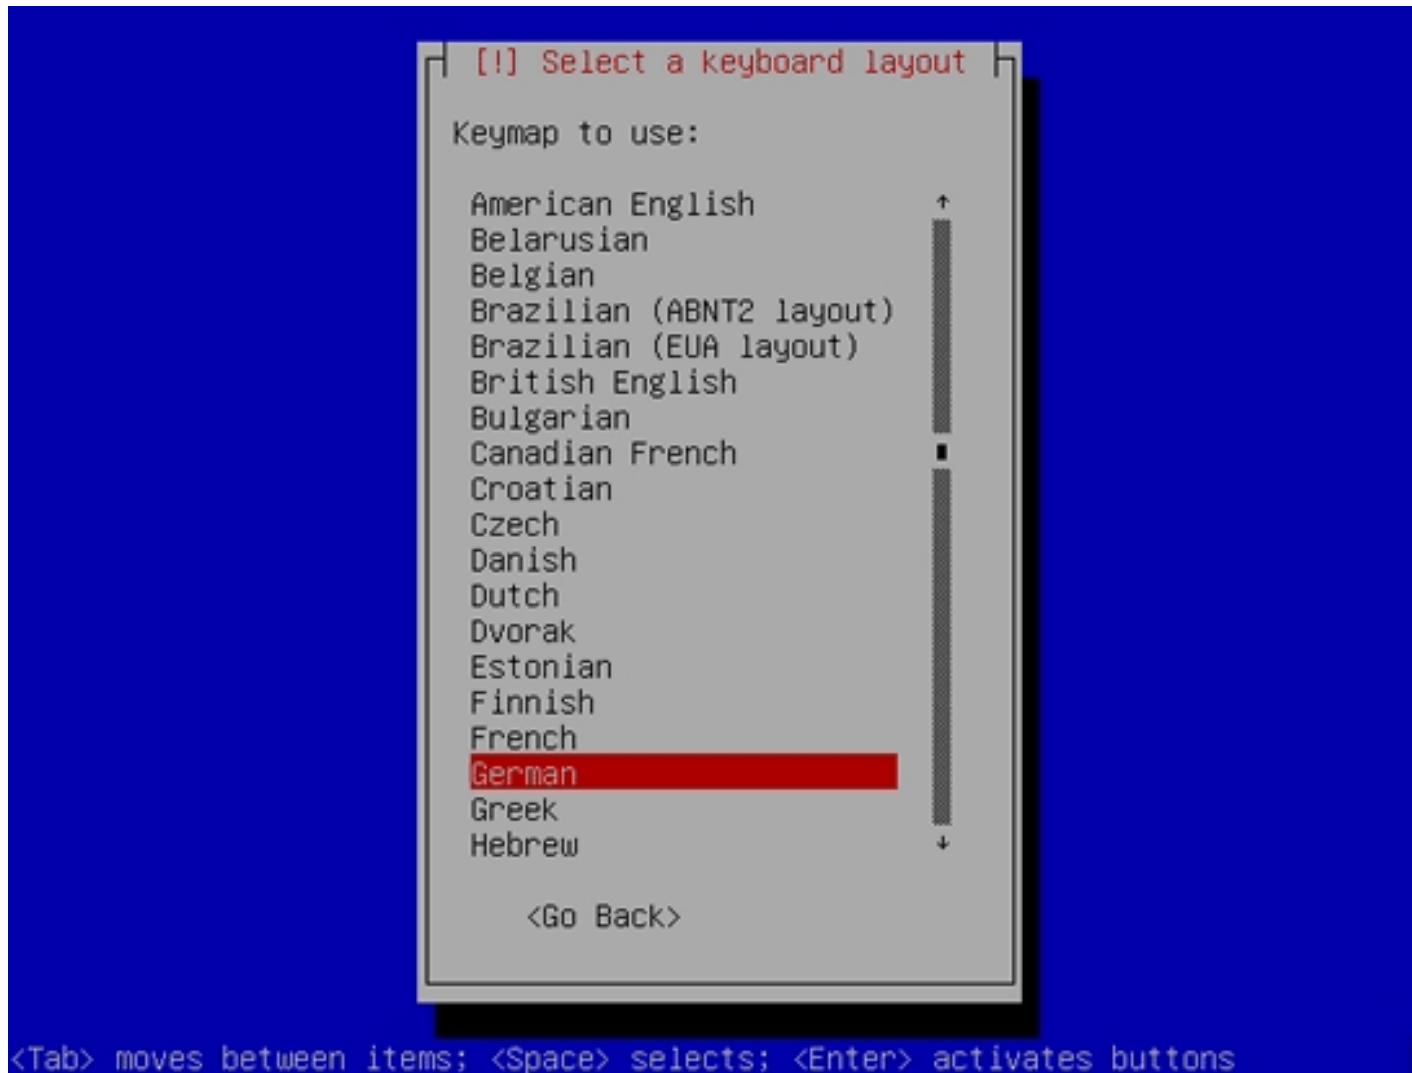 [!] Select a keyboard layout
Keymap to use:
American English
Belarusian
Belgian
Brazilian (ABNT2 layout)
Brazilian (EUA layout)
British English
Bulgarian
Canadian French
Croatian
Czech
Danish
Dutch
Dvorak
Estonian
Finnish
French
German
Greek
Hebrew
<Go Back>
<Tab> moves between items; <Space> selects; <Enter> activates buttons